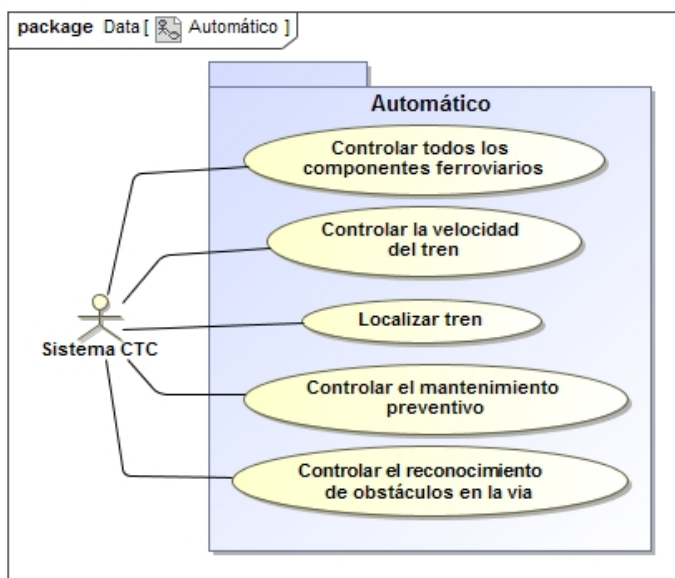 package Data [ Automático ]
Automático
Controlar todos los
componentes ferroviarios
Controlar la velocidad
del tren
Localizar tren
Sistema CTC
Controlar el mantenimiento
preventivo
Controlar el reconocimiento
de obstáculos en la via